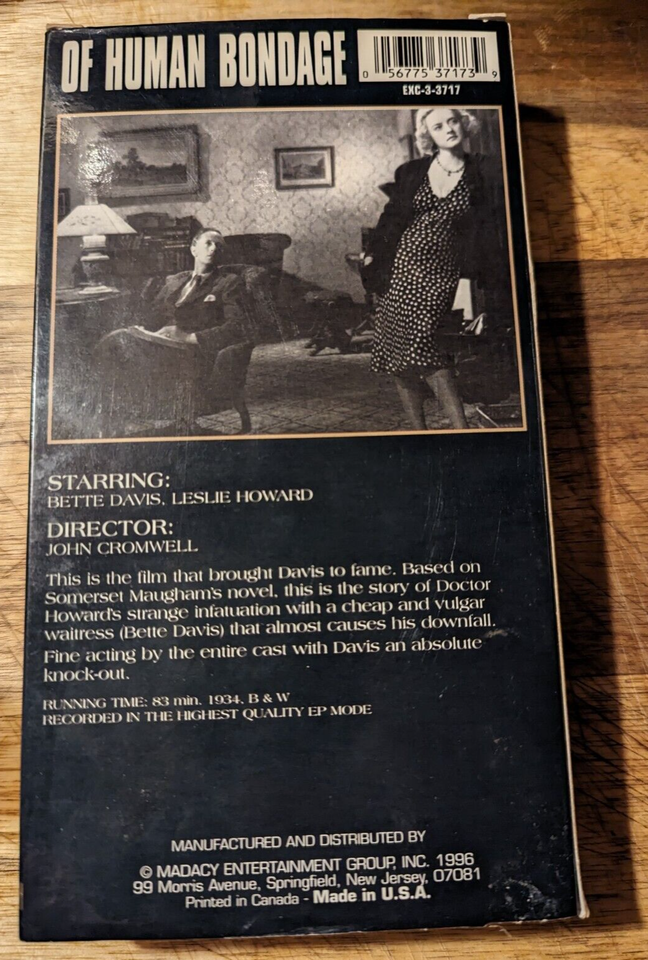 OF HUMAN BONDAGE
0 56775 37173 9
EXC-3-3717
STARRING:
BETTE DAVIS, LESLIE HOWARD
DIRECTOR:
JOHN CROMWELL
This is the film that brought Davis to fame. Based on
Somerset Maugham's novel, this is the story of Doctor
Howard's strange infatuation with a cheap and vulgar
waitress (Bette Davis) that almost causes his downfall.
Fine acting by the entire cast with Davis an absolute
knock-out.
RUNNING TIME: 83 min. 1934, B & W
RECORDED IN THE HIGHEST QUALITY EP MODE
MANUFACTURED AND DISTRIBUTED BY
© MADACY ENTERTAINMENT GROUP, INC. 1996
99 Morris Avenue, Springfield, New Jersey, 07081
Printed in Canada - Made in U.S.A.